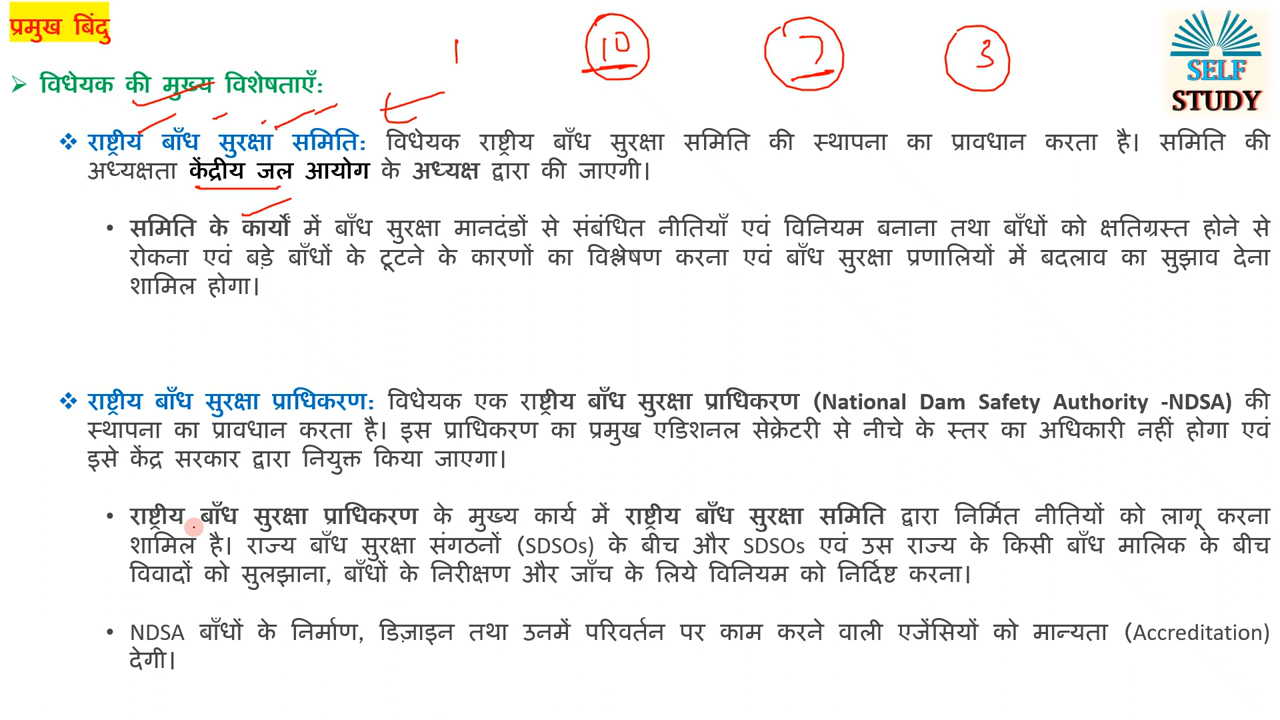 प्रमुख बिंदु
1 10 7 3
SELF
STUDY
➢ विधेयक की मुख्य विशेषताएँ:
❖ राष्ट्रीय बाँध सुरक्षा समिति: विधेयक राष्ट्रीय बाँध सुरक्षा समिति की स्थापना का प्रावधान करता है। समिति की
अध्यक्षता केंद्रीय जल आयोग के अध्यक्ष द्वारा की जाएगी।
• समिति के कार्यों में बाँध सुरक्षा मानदंडों से संबंधित नीतियाँ एवं विनियम बनाना तथा बाँधों को क्षतिग्रस्त होने से
रोकना एवं बड़े बाँधों के टूटने के कारणों का विश्लेषण करना एवं बाँध सुरक्षा प्रणालियों में बदलाव का सुझाव देना
शामिल होगा।
❖ राष्ट्रीय बाँध सुरक्षा प्राधिकरण: विधेयक एक राष्ट्रीय बाँध सुरक्षा प्राधिकरण (National Dam Safety Authority -NDSA) की
स्थापना का प्रावधान करता है। इस प्राधिकरण का प्रमुख एडिशनल सेक्रेटरी से नीचे के स्तर का अधिकारी नहीं होगा एवं
इसे केंद्र सरकार द्वारा नियुक्त किया जाएगा।
• राष्ट्रीय बाँध सुरक्षा प्राधिकरण के मुख्य कार्य में राष्ट्रीय बाँध सुरक्षा समिति द्वारा निर्मित नीतियों को लागू करना
शामिल है। राज्य बाँध सुरक्षा संगठनों (SDSOs) के बीच और SDSOs एवं उस राज्य के किसी बाँध मालिक के बीच
विवादों को सुलझाना, बाँधों के निरीक्षण और जाँच के लिये विनियम को निर्दिष्ट करना।
• NDSA बाँधों के निर्माण, डिज़ाइन तथा उनमें परिवर्तन पर काम करने वाली एजेंसियों को मान्यता (Accreditation)
देगी।